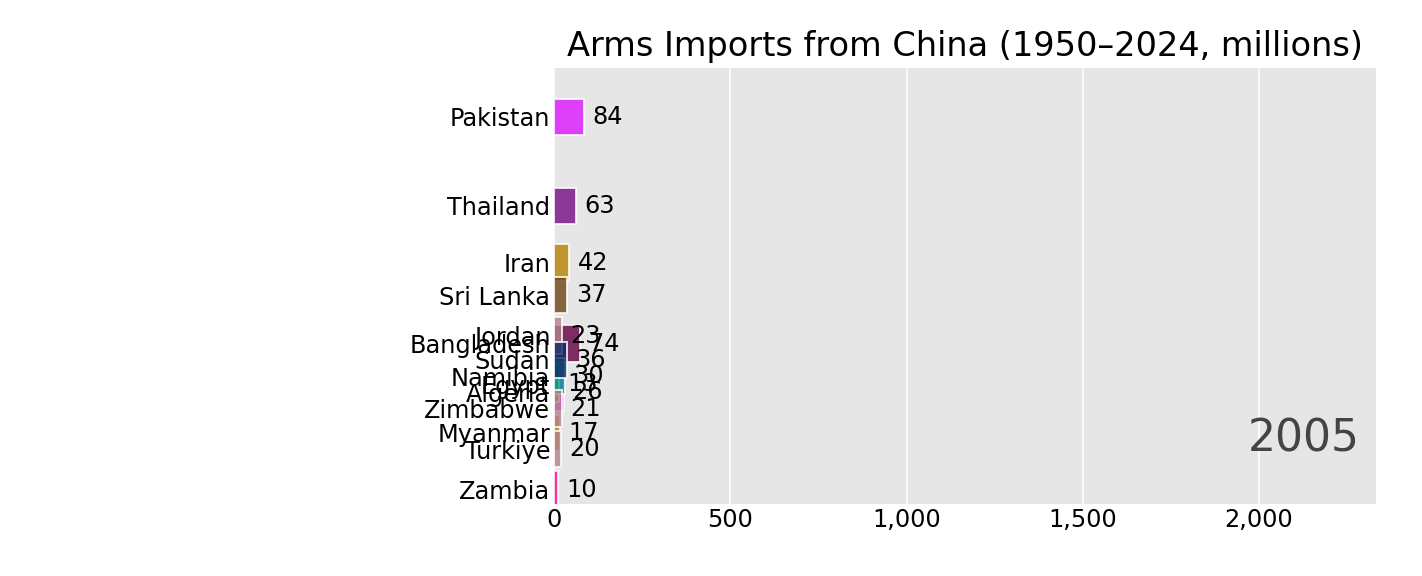 Arms Imports from China (1950–2024, millions)
Pakistan 84
Thailand 63
Iran 42
Sri Lanka 37
Jordan 23
Bangladesh 74
Sudan 36
Namibia 30
Egypt 13
Algeria 26
Zimbabwe 21
Myanmar 17
Turkiye 20
Zambia 10
2005
0 500 1,000 1,500 2,000